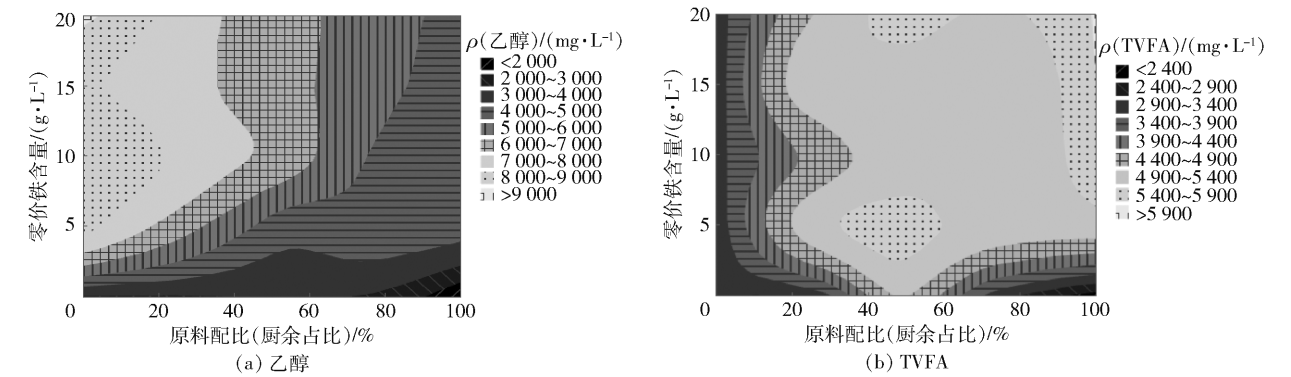 20
15
10
5
0
20
40
60
80
100
零价铁含量/(g·L⁻¹)
原料配比(厨余占比)/%
(a) 乙醇
ρ(乙醇)/(mg·L⁻¹)
<2 000
2 000~3 000
3 000~4 000
4 000~5 000
5 000~6 000
6 000~7 000
7 000~8 000
8 000~9 000
>9 000
20
15
10
5
0
20
40
60
80
100
零价铁含量/(g·L⁻¹)
原料配比(厨余占比)/%
(b) TVFA
ρ(TVFA)/(mg·L⁻¹)
<2 400
2 400~2 900
2 900~3 400
3 400~3 900
3 900~4 400
4 400~4 900
4 900~5 400
5 400~5 900
>5 900